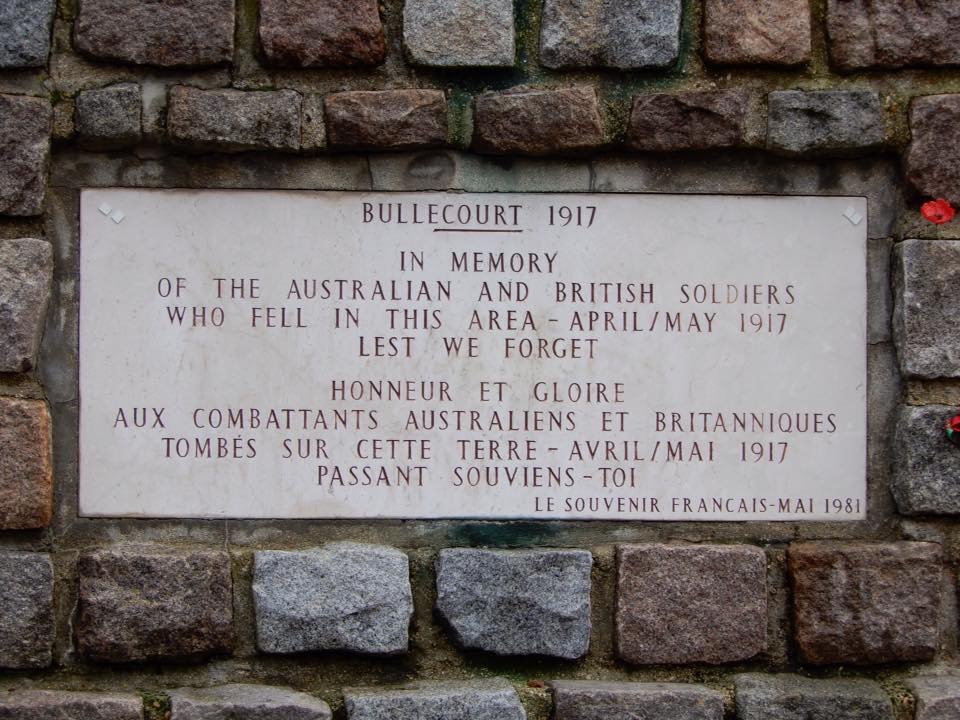 BULLECOURT 1917
IN MEMORY
OF THE AUSTRALIAN AND BRITISH SOLDIERS
WHO FELL IN THIS AREA - APRIL/MAY 1917
LEST WE FORGET
HONNEUR ET GLOIRE
AUX COMBATTANTS AUSTRALIENS ET BRITANNIQUES
TOMBÉS SUR CETTE TERRE - AVRIL/MAI 1917
PASSANT SOUVIENS-TOI
LE SOUVENIR FRANCAIS-MAI 1981